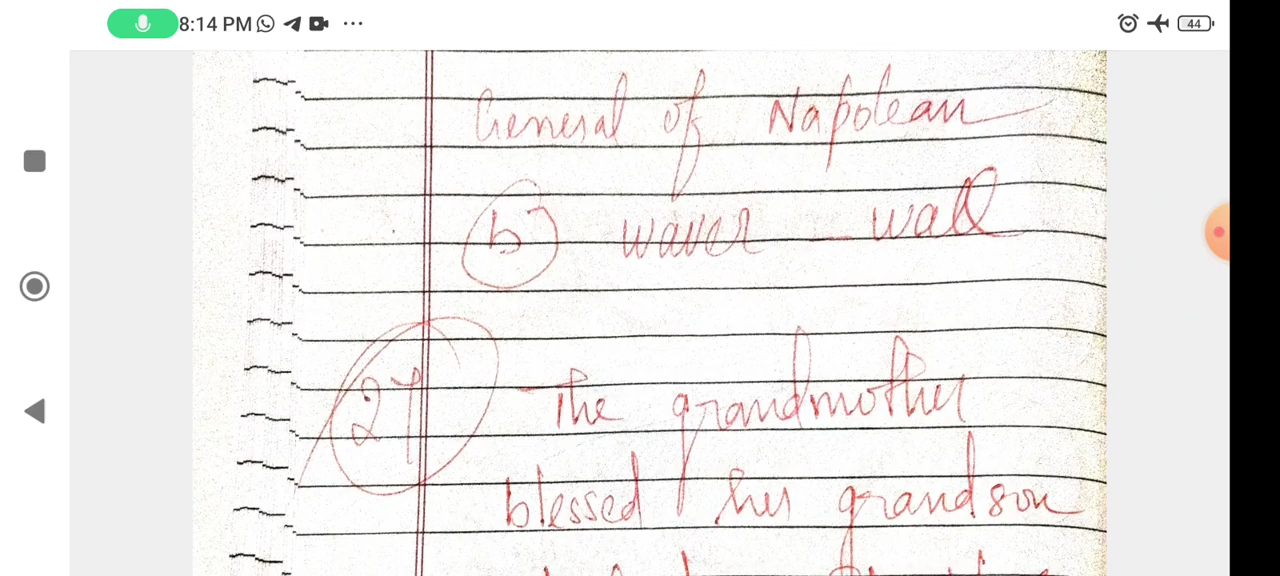 8:14 PM
44
General of Napolean
b) waver - wall
27 The grandmother
blessed her grandson